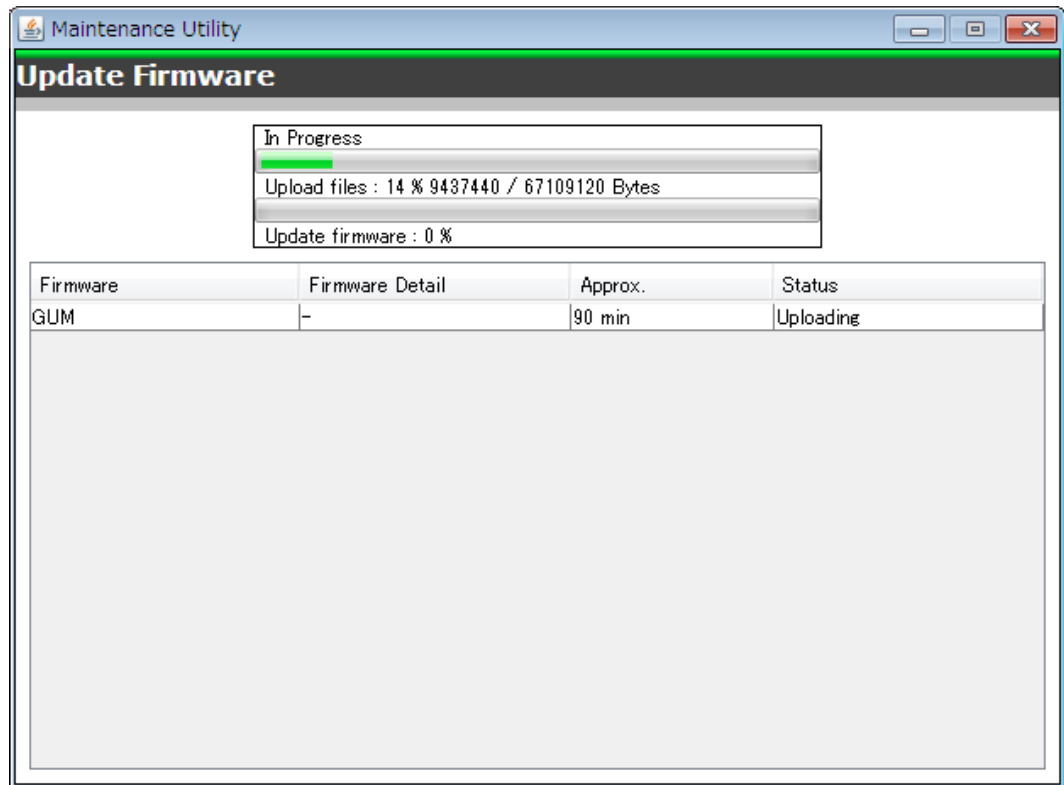 Maintenance Utility
Update Firmware
In Progress
Upload files : 14 % 9437440 / 67109120 Bytes
Update firmware : 0 %
Firmware Firmware Detail Approx. Status
GUM - 90 min Uploading